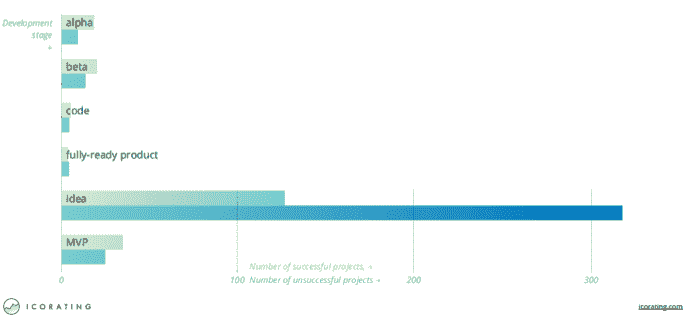 Development
stage
alpha
beta
code
fully-ready product
idea
MVP
Number of successful projects, →
0
100
Number of unsuccessful projects →
200
300
ICORATING
icorating.com